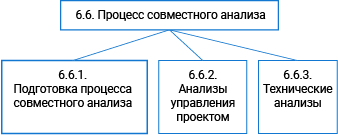 6.6. Процесс совместного анализа
6.6.1.
Подготовка процесса
совместного анализа
6.6.2.
Анализы
управления
проектом
6.6.3.
Технические
анализы